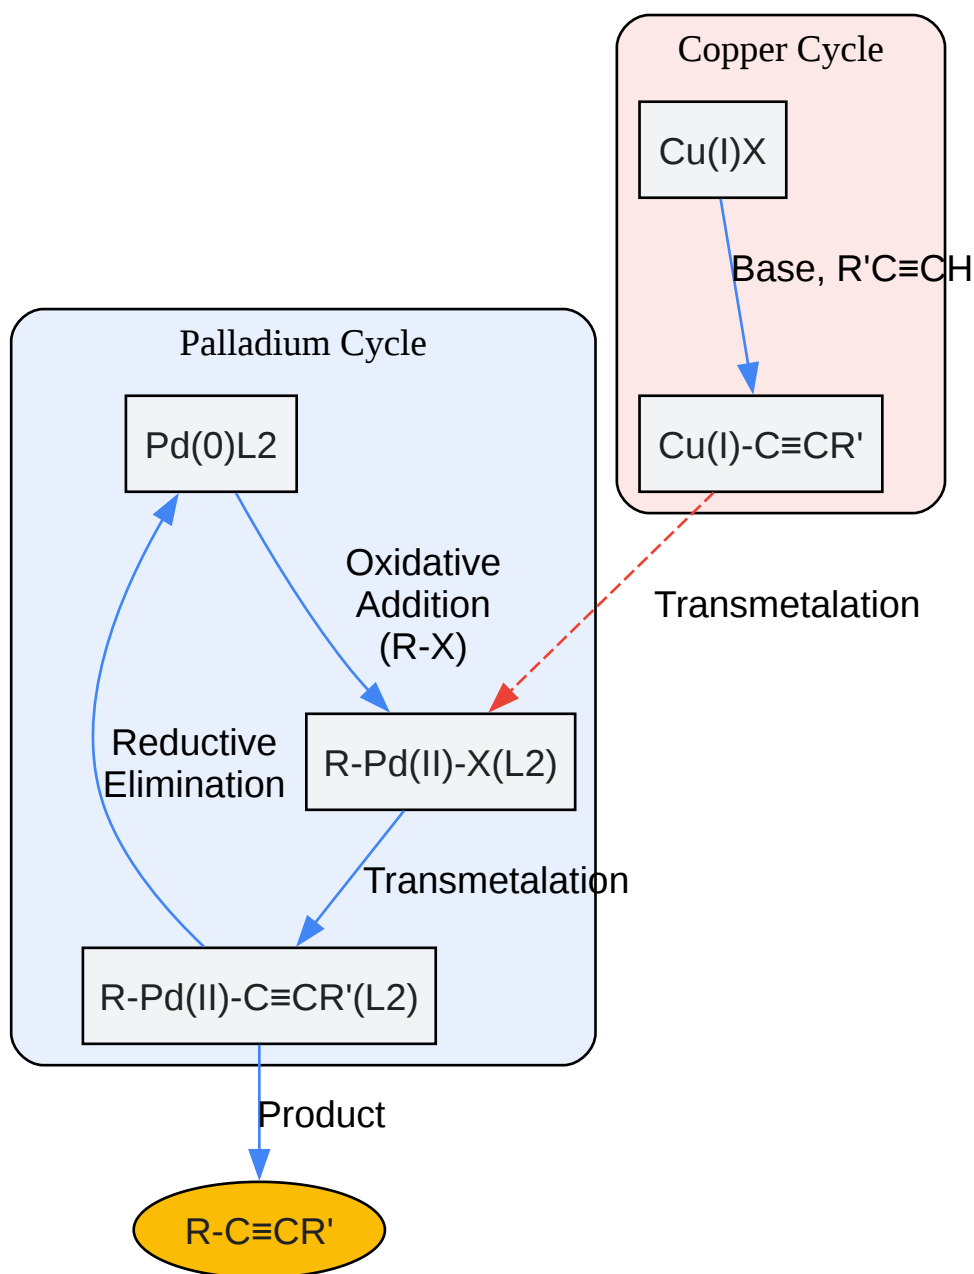 Copper Cycle
Cu(I)X
Base, R'C≡CH
Palladium Cycle
Pd(0)L2
Cu(I)-C≡CR'
Oxidative
Addition
(R-X)
Transmetalation
Reductive
Elimination
R-Pd(II)-X(L2)
Transmetalation
R-Pd(II)-C≡CR'(L2)
Product
R-C≡CR'